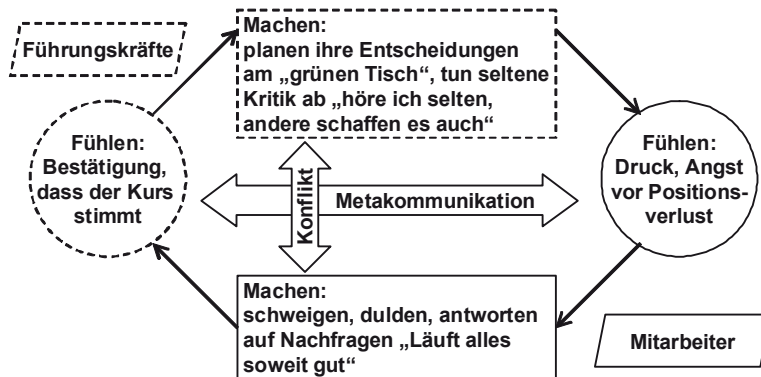 Führungskräfte
Machen:
planen ihre Entscheidungen
am „grünen Tisch“, tun seltene
Kritik ab „höre ich selten,
andere schaffen es auch“
Fühlen:
Bestätigung,
dass der Kurs
stimmt
Konflikt
Metakommunikation
Fühlen:
Druck, Angst
vor Positions-
verlust
Machen:
schweigen, dulden, antworten
auf Nachfragen „Läuft alles
soweit gut“
Mitarbeiter